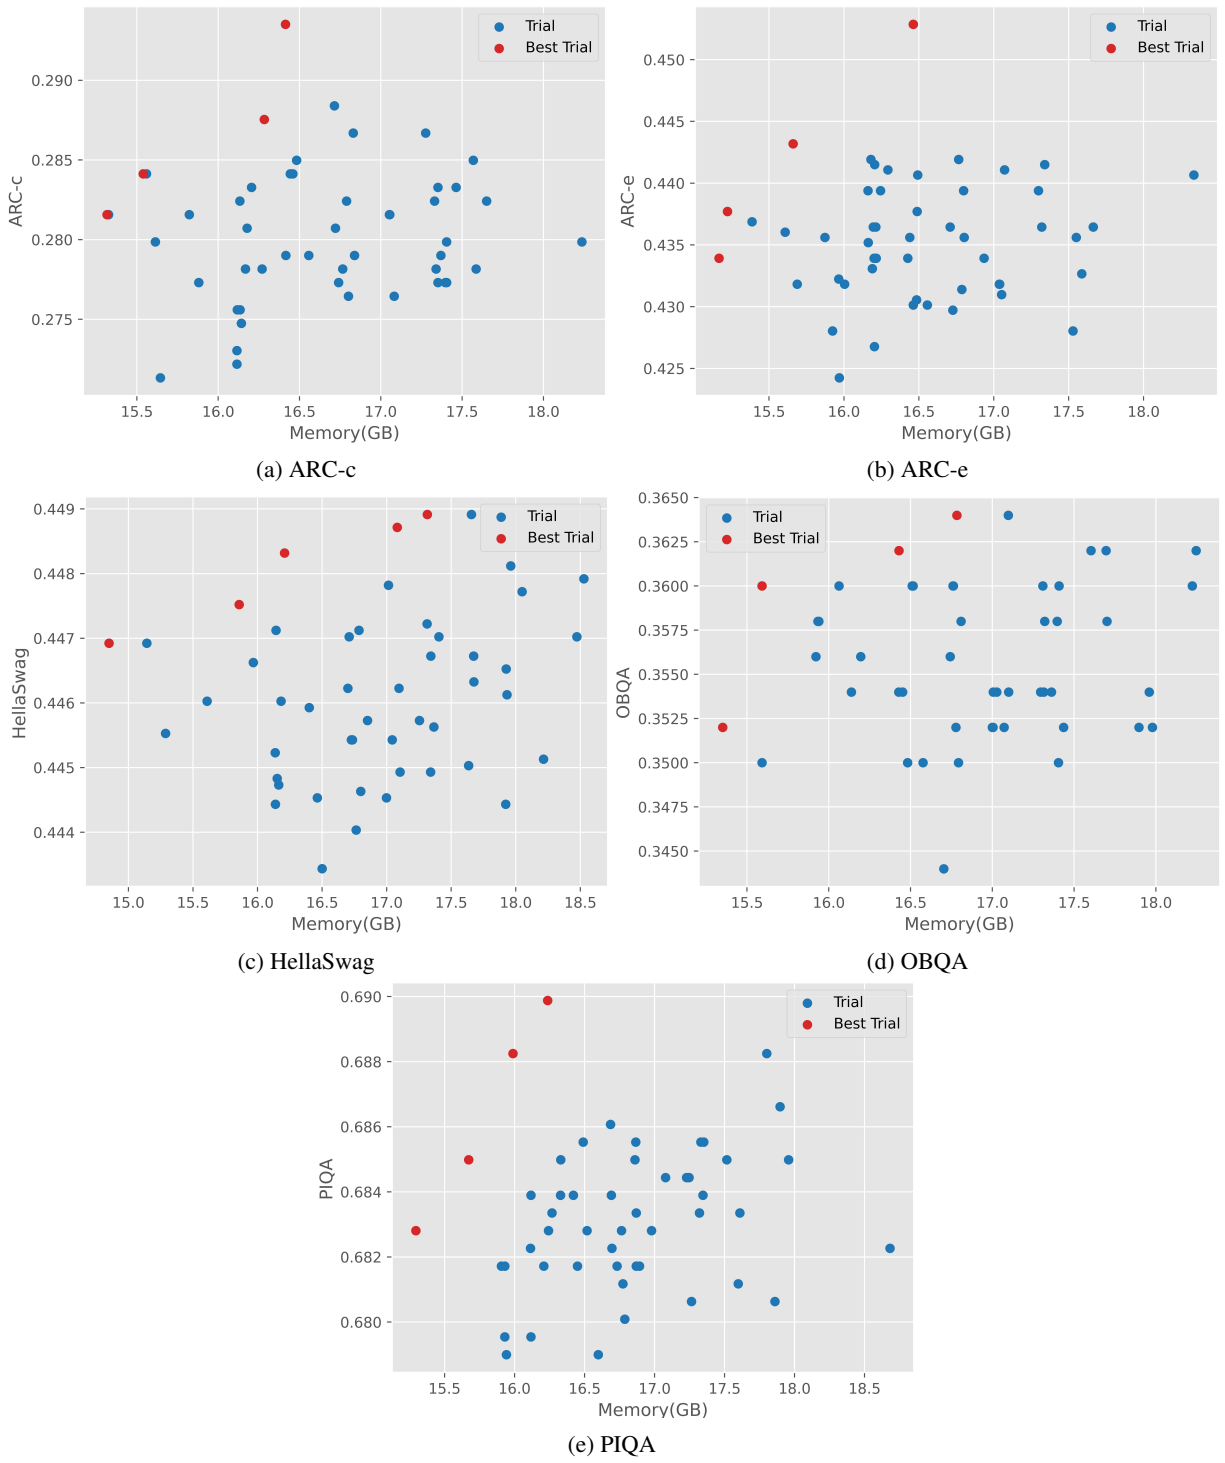 Trial
Best Trial
0.290
0.285
0.280
0.275
ARC-c
15.5 16.0 16.5 17.0 17.5 18.0
Memory(GB)
(a) ARC-c
Trial
Best Trial
0.450
0.445
0.440
0.435
0.430
0.425
ARC-e
15.5 16.0 16.5 17.0 17.5 18.0
Memory(GB)
(b) ARC-e
Trial
Best Trial
0.449
0.448
0.447
0.446
0.445
0.444
HellaSwag
15.0 15.5 16.0 16.5 17.0 17.5 18.0 18.5
Memory(GB)
(c) HellaSwag
Trial
Best Trial
0.3650
0.3625
0.3600
0.3575
0.3550
0.3525
0.3500
0.3475
0.3450
OBQA
15.5 16.0 16.5 17.0 17.5 18.0
Memory(GB)
(d) OBQA
Trial
Best Trial
0.690
0.688
0.686
0.684
0.682
0.680
PIQA
15.5 16.0 16.5 17.0 17.5 18.0 18.5
Memory(GB)
(e) PIQA